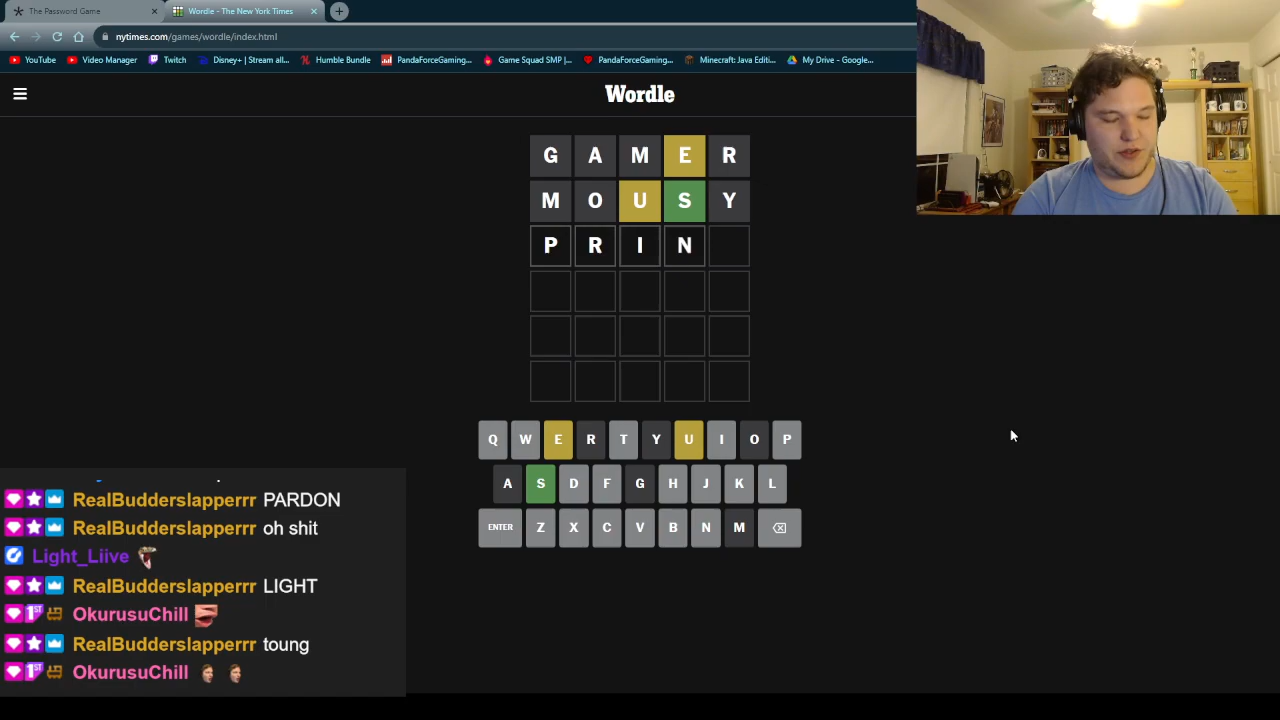 The Password Game
Wordle - The New York Times
nytimes.com/games/wordle/index.html
YouTube Video Manager Twitch Disney+ | Stream all... Humble Bundle PandaForceGaming... Game Squad SMP |... PandaForceGaming... Minecraft: Java Editi... My Drive - Google...
Wordle
G A M E R
M O U S Y
P R I N
Q W E R T Y U I O P
A S D F G H J K L
ENTER Z X C V B N M
RealBudderslapperrr PARDON
RealBudderslapperrr oh shit
Light_Liive
RealBudderslapperrr LIGHT
OkurusuChill
RealBudderslapperrr toung
OkurusuChill